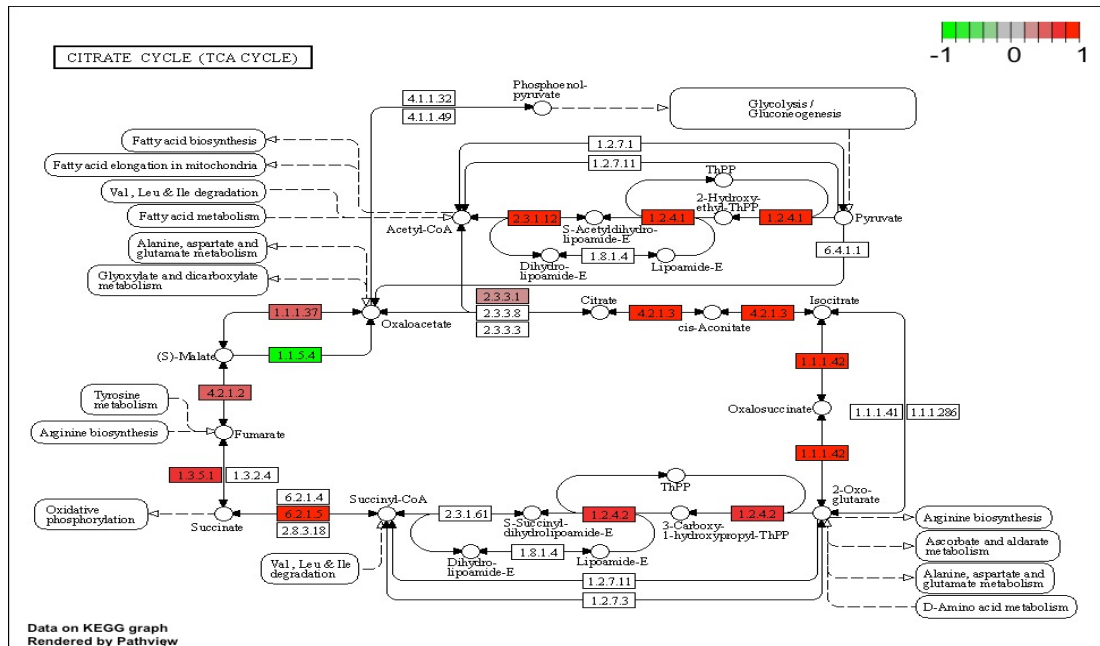 -1 0 1
CITRATE CYCLE (TCA CYCLE)
Phosphoenol-
pyruvate
4.1.1.32
4.1.1.49
Glycolysis /
Gluconeogenesis
Fatty acid biosynthesis
Fatty acid elongation in mitochondria
Val, Leu & Ile degradation
Fatty acid metabolism
Alanine, aspartate and
glutamate metabolism
Glyoxylate and dicarboxylate
metabolism
1.2.7.1
1.2.7.11
ThPP
2-Hydroxy-
ethyl-ThPP
Acetyl-CoA
2.3.1.12
S-Acetyldihydro-
lipoamide-E
1.2.4.1
1.2.4.1
Pyruvate
Dihydro-
lipoamide-E
1.8.1.4
Lipoamide-E
6.4.1.1
1.1.1.37
Oxaloacetate
2.3.3.1
2.3.3.8
2.3.3.3
Citrate
4.2.1.3
cis-Aconitate
4.2.1.3
Isocitrate
(S)-Malate
1.1.5.4
1.1.1.42
4.2.1.2
Tyrosine
metabolism
Arginine biosynthesis
Fumarate
Oxalosuccinate
1.1.1.41
1.1.1.286
1.1.1.42
1.3.5.1
1.3.2.4
Oxidative
phosphorylation
Succinate
6.2.1.4
6.2.1.5
2.8.3.18
Succinyl-CoA
2.3.1.61
S-Succinyl-
dihydrolipoamide-E
ThPP
1.2.4.2
3-Carboxy-
1-hydroxypropyl-ThPP
1.2.4.2
2-Oxo-
glutarate
Val, Leu & Ile
degradation
Dihydro-
lipoamide-E
1.8.1.4
Lipoamide-E
1.2.7.11
1.2.7.3
Arginine biosynthesis
Ascorbate and aldarate
metabolism
Alanine, aspartate and
glutamate metabolism
D-Amino acid metabolism
Data on KEGG graph
Rendered by Pathview